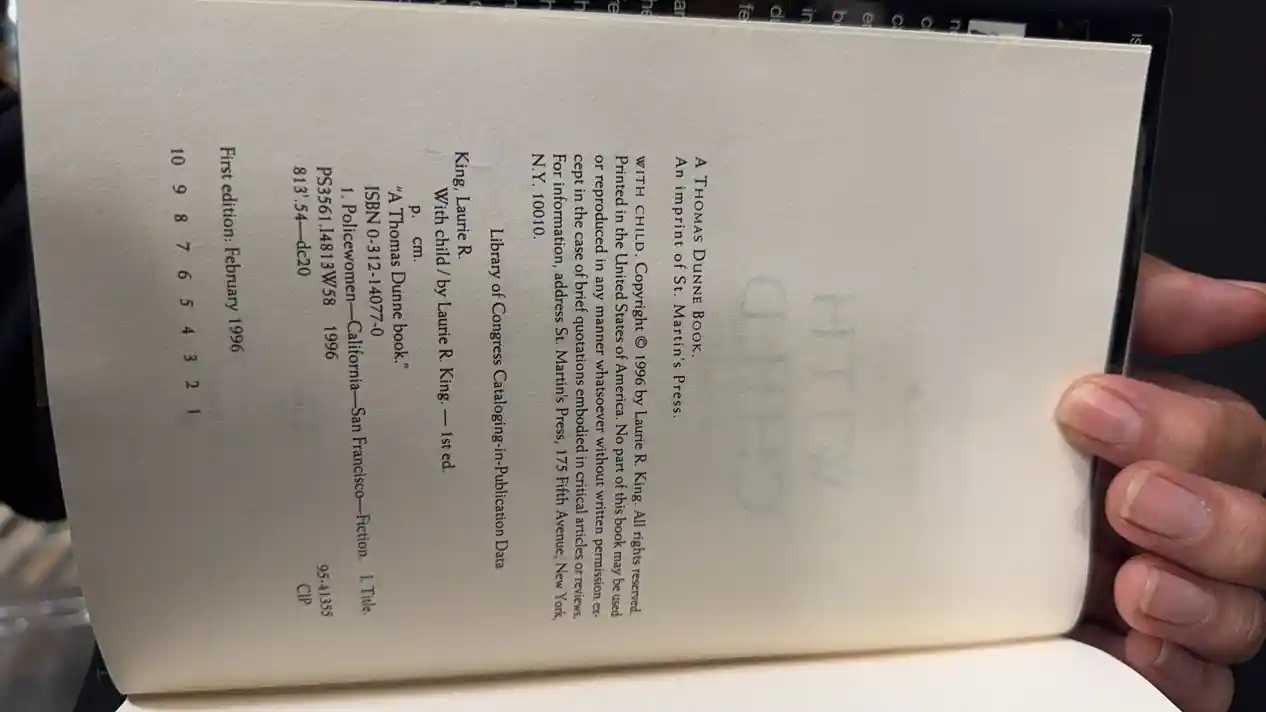 A THOMAS DUNNE BOOK.
An imprint of St. Martin's Press.
WITH CHILD. Copyright © 1996 by Laurie R. King. All rights reserved.
Printed in the United States of America. No part of this book may be used
or reproduced in any manner whatsoever without written permission ex-
cept in the case of brief quotations embodied in critical articles or reviews.
For information, address St. Martin's Press, 175 Fifth Avenue, New York,
N.Y. 10010.
Library of Congress Cataloging-in-Publication Data
King, Laurie R.
With child / by Laurie R. King. — 1st ed.
p. cm.
"A Thomas Dunne book."
ISBN 0-312-14077-0
1. Policewomen—California—San Francisco—Fiction. I. Title.
PS3561.I4813W58 1996
813'.54—dc20
95-41355
CIP
First edition: February 1996
10 9 8 7 6 5 4 3 2 1
WITH
CHILD